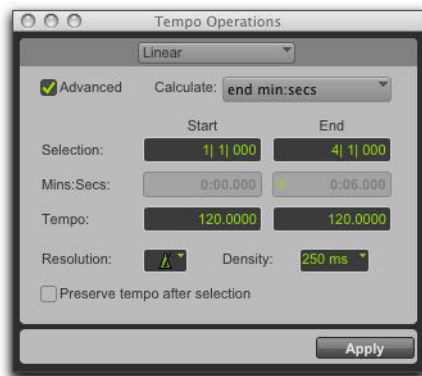 Tempo Operations
Linear
Advanced Calculate: end min:secs
Start End
Selection: 1| 1| 000 4| 1| 000
Mins:Secs: 0:00.000 0:06.000
Tempo: 120.0000 120.0000
Resolution: Density: 250 ms
Preserve tempo after selection
Apply